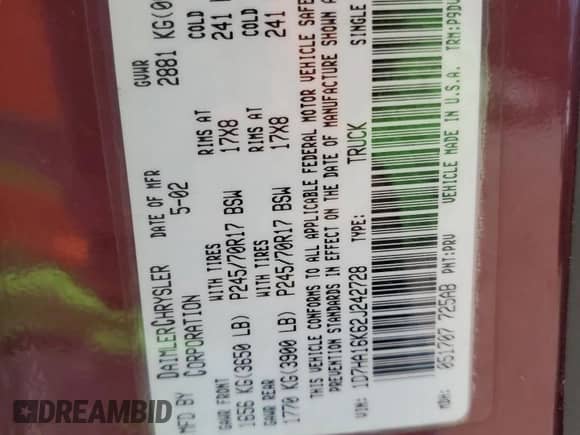 MFD BY DAIMLERCHRYSLER CORPORATION DATE OF MFR 5-02 GVWR 2881 KG(
GAWR FRONT WITH TIRES RIMS AT COLD
1656 KG(3650 LB) P245/70R17 BSW 17X8 241
GAWR REAR WITH TIRES RIMS AT COLD
1770 KG(3900 LB) P245/70R17 BSW 17X8 241
THIS VEHICLE CONFORMS TO ALL APPLICABLE FEDERAL MOTOR VEHICLE SAFE
PREVENTION STANDARDS IN EFFECT ON THE DATE OF MANUFACTURE SHOWN A
VIN: 1D7HA16K62J242728 TYPE: TRUCK SINGLE
MDH: 051707 725AB PNT:PRV VEHICLE MADE IN U.S.A. TRM:P9DV
DREAMBID